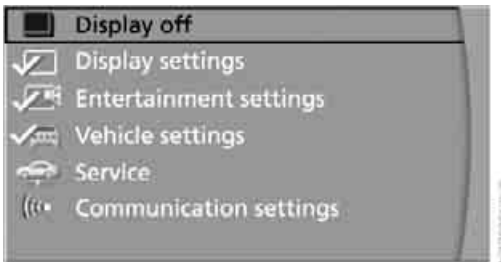 Display off
Display settings
Entertainment settings
Vehicle settings
Service
Communication settings